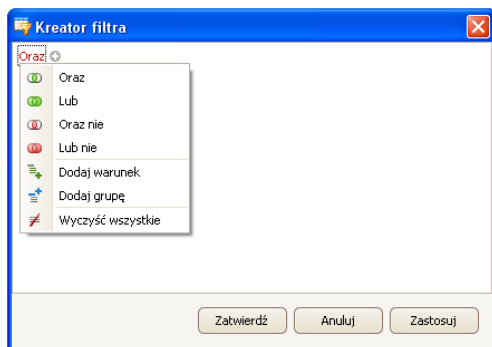 Kreator filtra
Oraz
Oraz
Lub
Oraz nie
Lub nie
Dodaj warunek
Dodaj grupę
Wyczyść wszystkie
Zatwierdź Anuluj Zastosuj